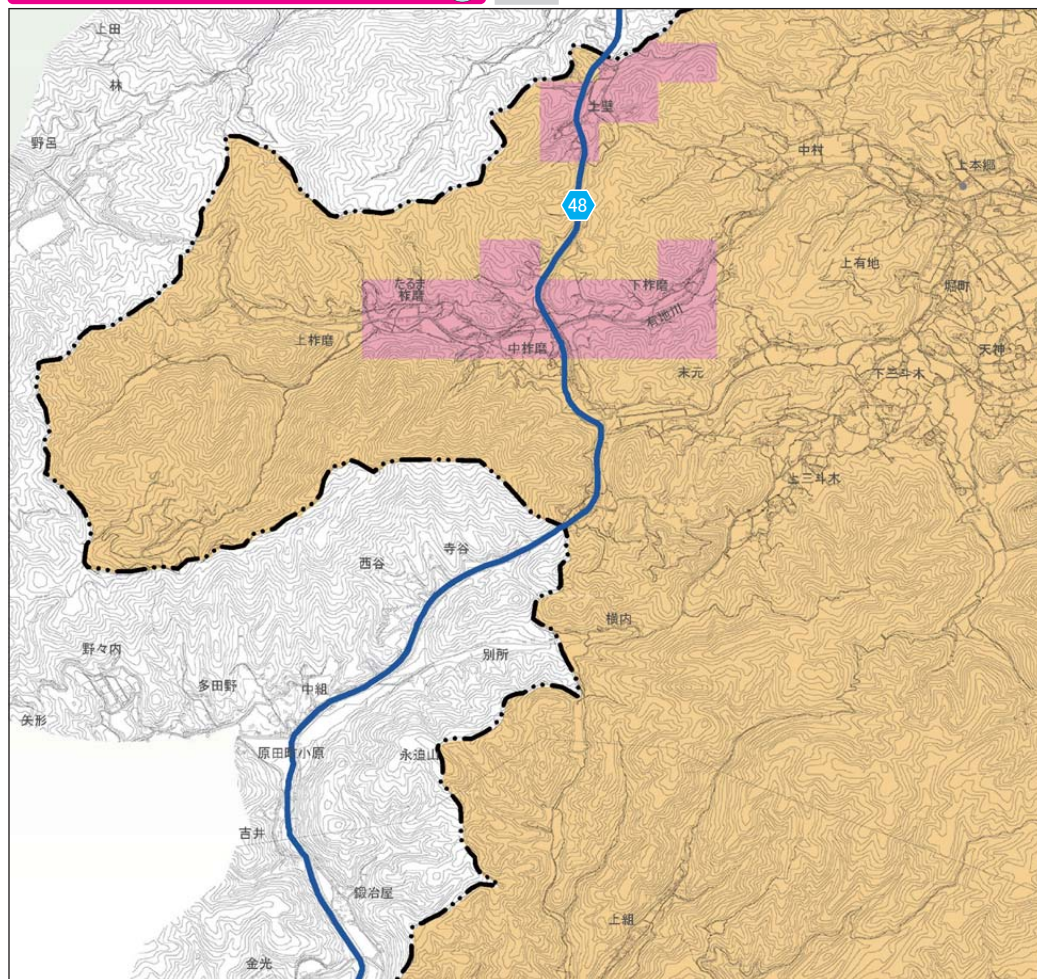 上田
林
野呂
土壁
中村
上本郷
48
上有地
堀町
たるま
柞磨
下柞磨
有地川
上柞磨
中柞磨
末元
天神
下三斗木
上三斗木
寺谷
西谷
横内
別所
野々内
多田野
中組
矢形
原田町小原
永迫山
吉井
鍛冶屋
上組
金光